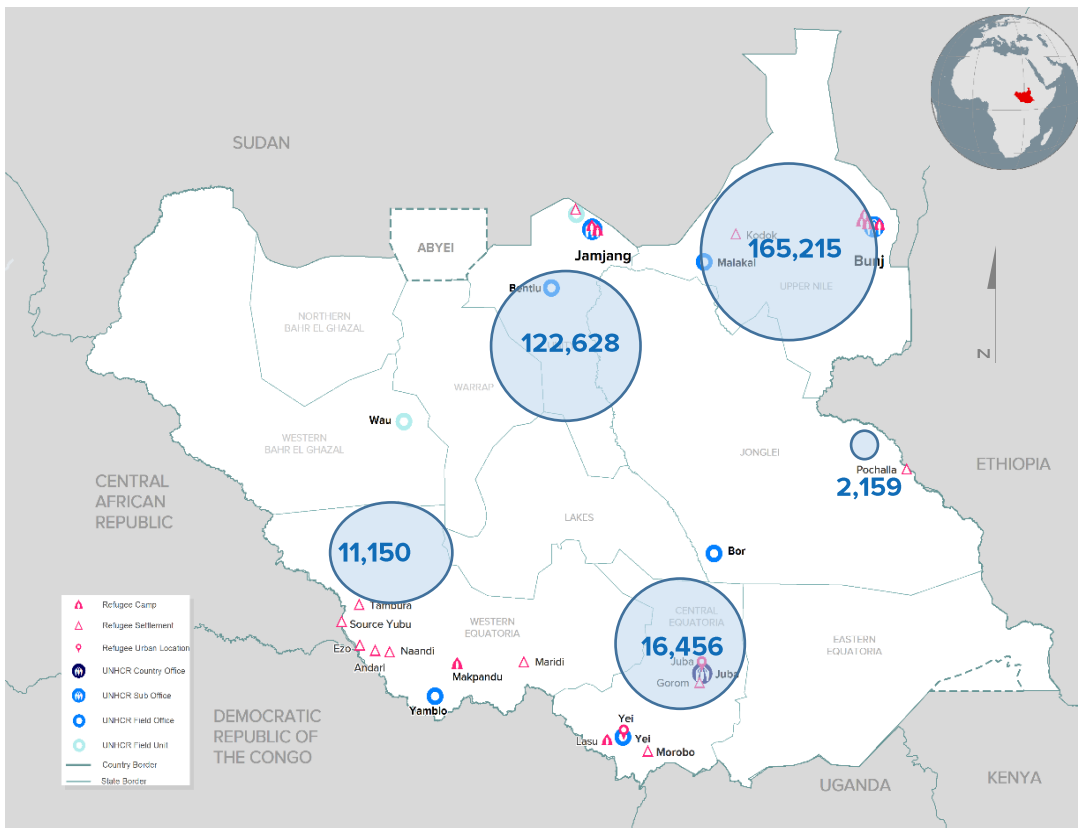 SUDAN
ABYEI
Jamjang
Kodok
165,215
Malakal
Bunj
UPPER NILE
Bentiu
NORTHERN
BAHR EL GHAZAL
122,628
WARRAP
Wau
WESTERN
BAHR EL GHAZAL
JONGLEI
Pochalla
2,159
ETHIOPIA
CENTRAL
AFRICAN
REPUBLIC
LAKES
11,150
Bor
Tambura
Source Yubu
Ezo
Andari
Naandi
WESTERN
EQUATORIA
Makpandu
Maridi
Yambio
CENTRAL
EQUATORIA
16,456
Juba
Juba
Gorom
EASTERN
EQUATORIA
Yei
Yei
Lasu
Morobo
DEMOCRATIC
REPUBLIC OF
THE CONGO
UGANDA
KENYA
N
Refugee Camp
Refugee Settlement
Refugee Urban Location
UNHCR Country Office
UNHCR Sub Office
UNHCR Field Office
UNHCR Field Unit
Country Border
State Border